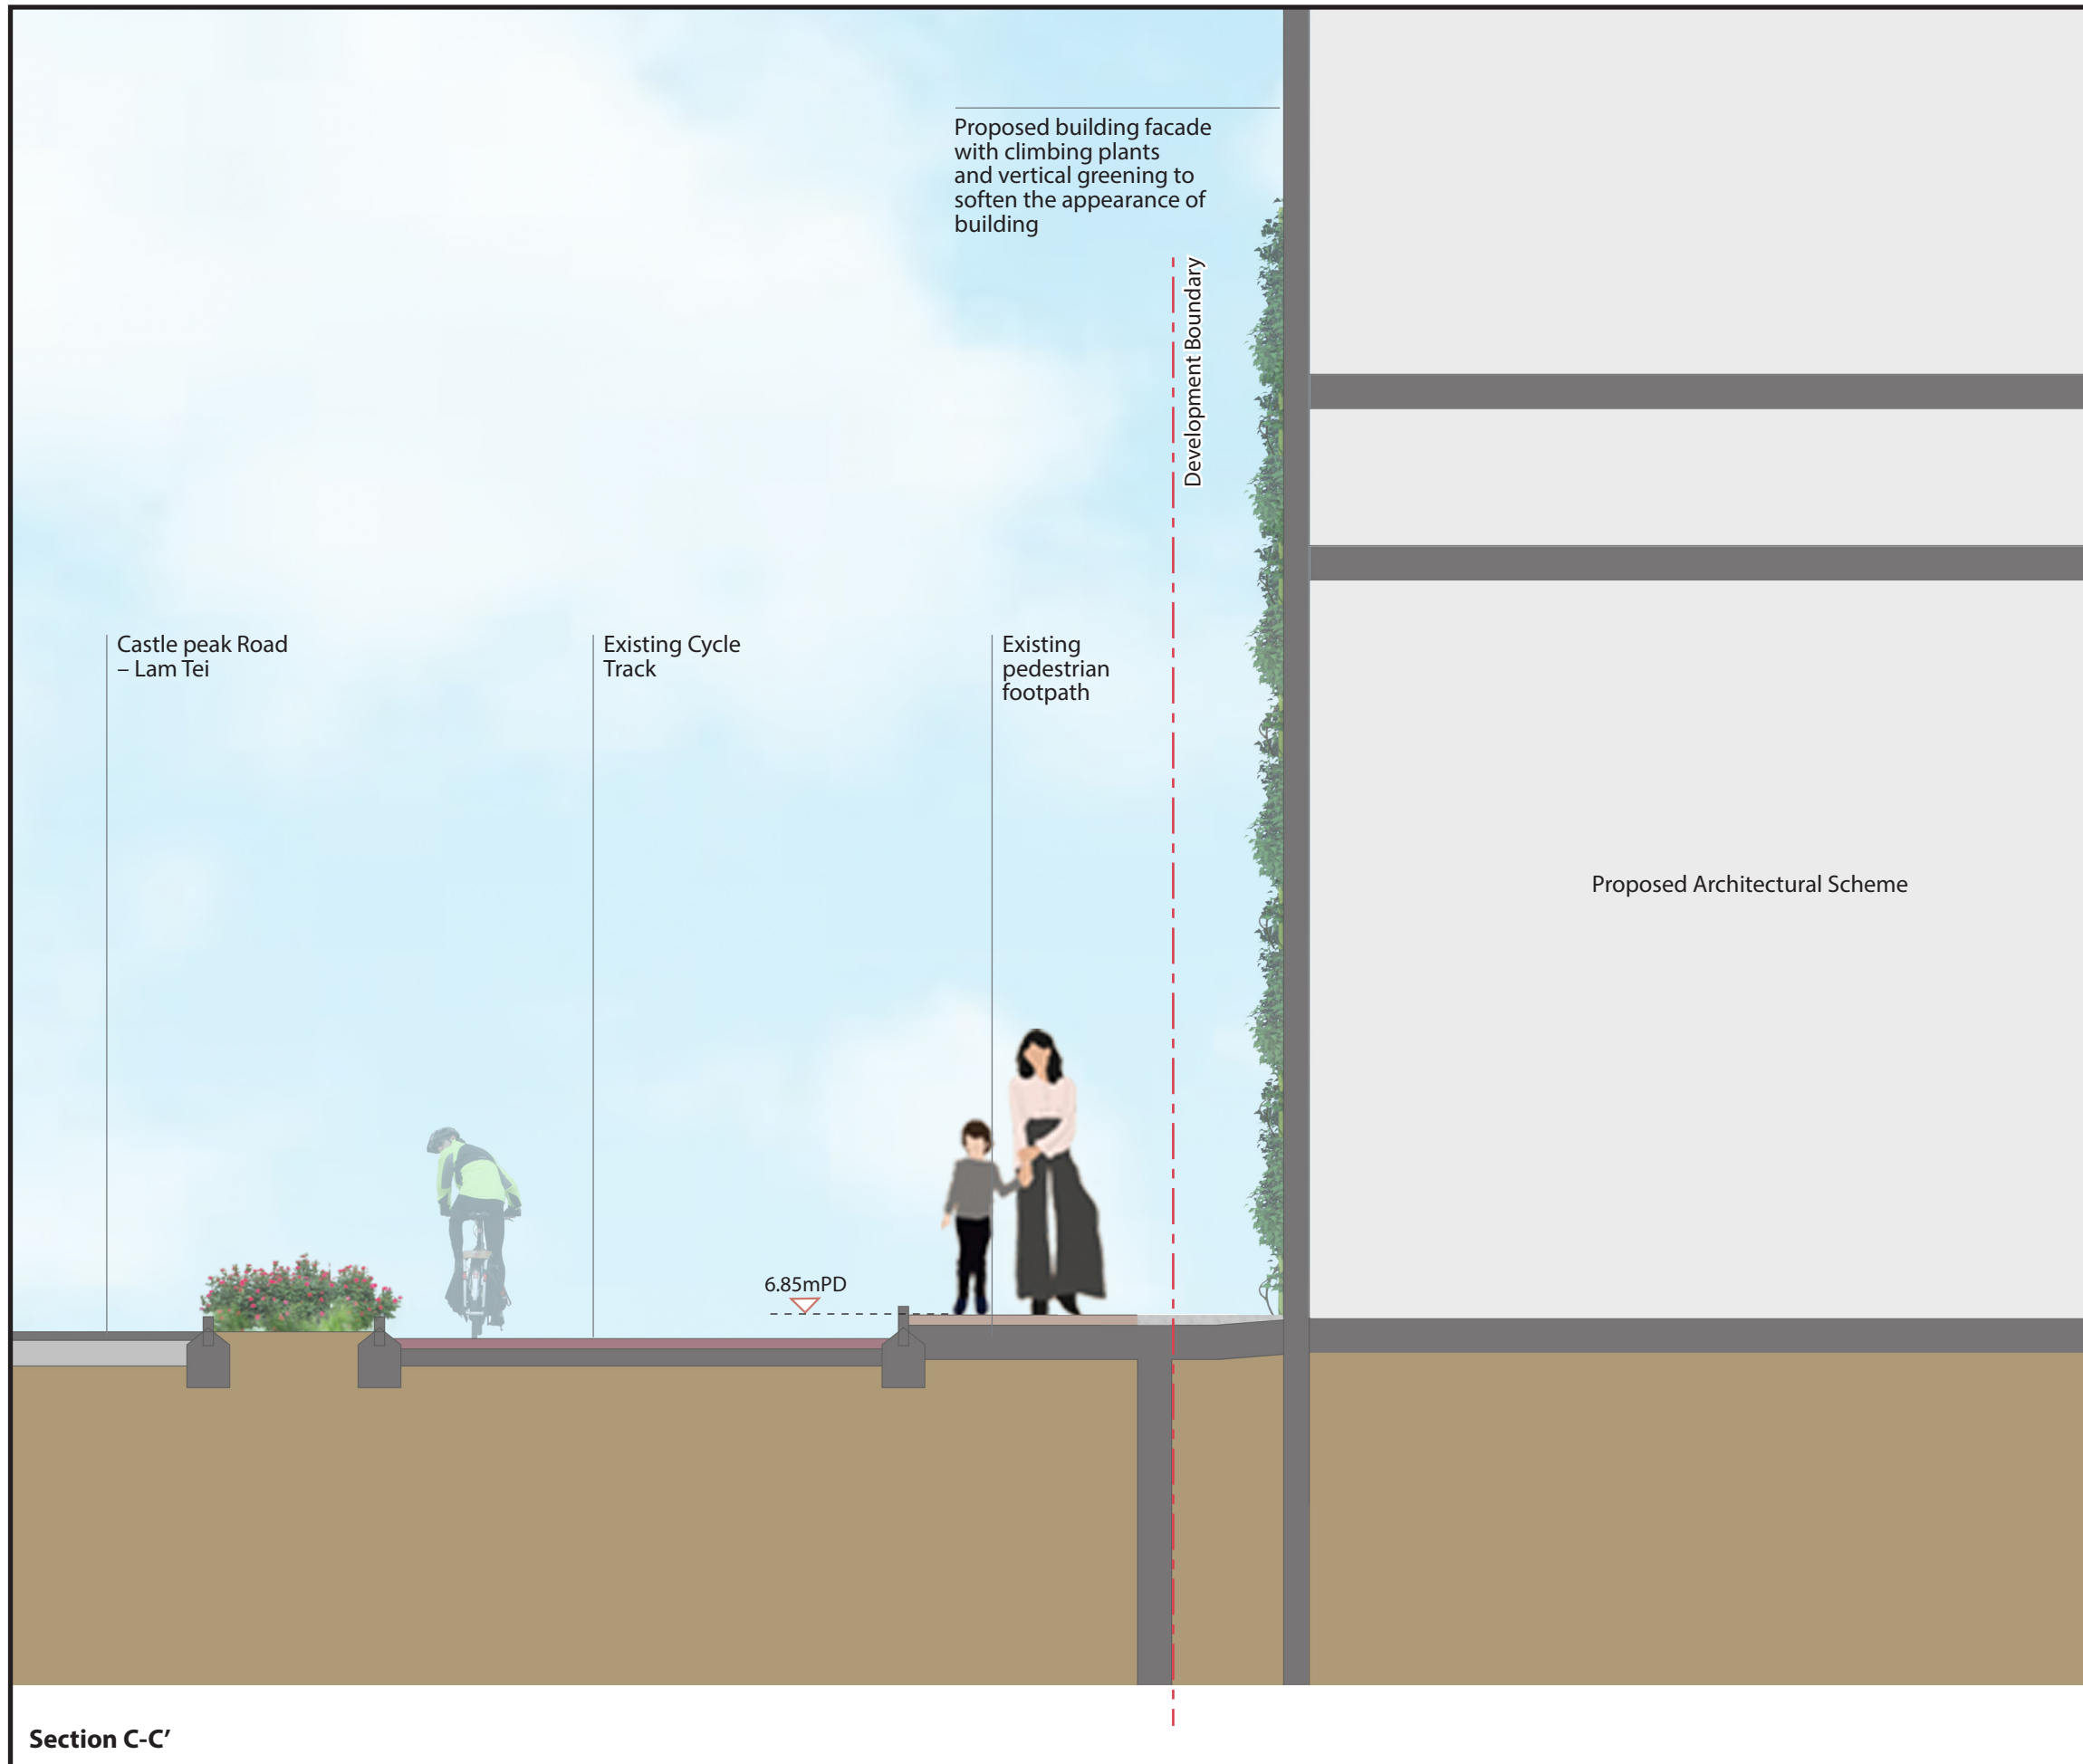 Proposed building facade
with climbing plants
and vertical greening to
soften the appearance of
building
Development Boundary
Castle peak Road
– Lam Tei
Existing Cycle
Track
Existing
pedestrian
footpath
Proposed Architectural Scheme
6.85mPD
Section C-C’